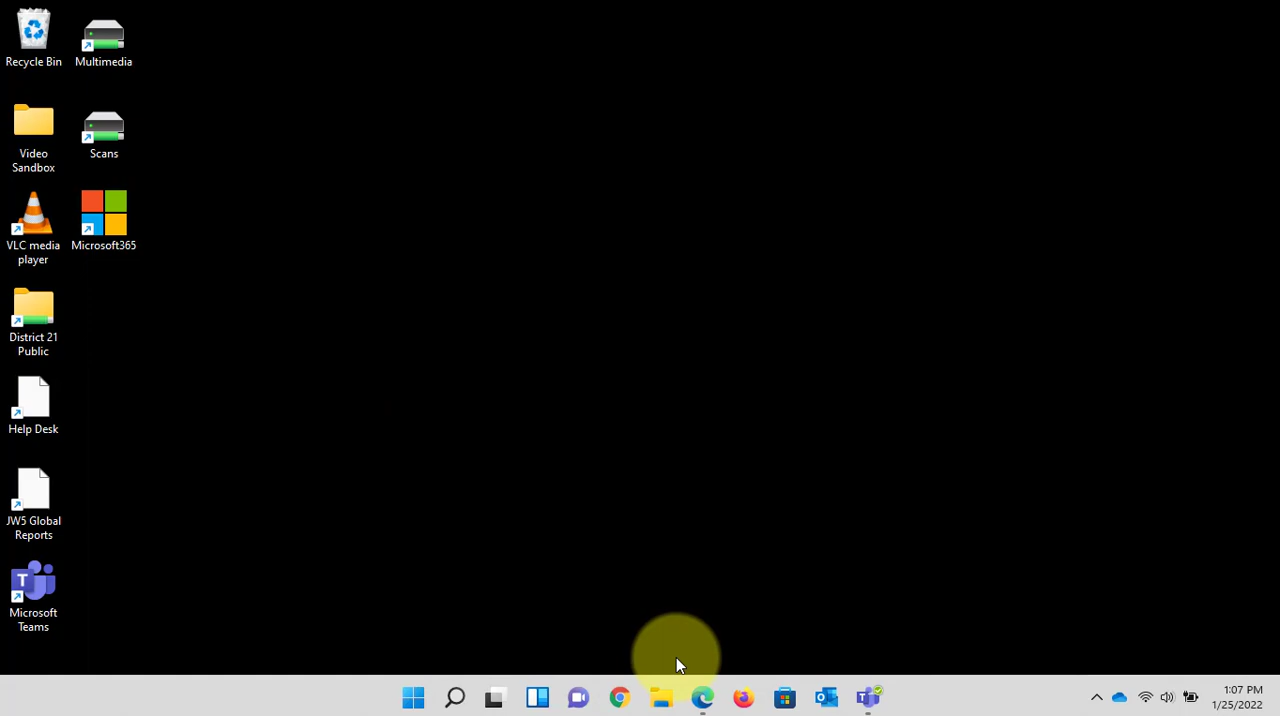 Recycle Bin
Multimedia
Video
Sandbox
Scans
VLC media
player
Microsoft365
District 21
Public
Help Desk
JW5 Global
Reports
T
Microsoft
Teams
T
1:07 PM
1/25/2022